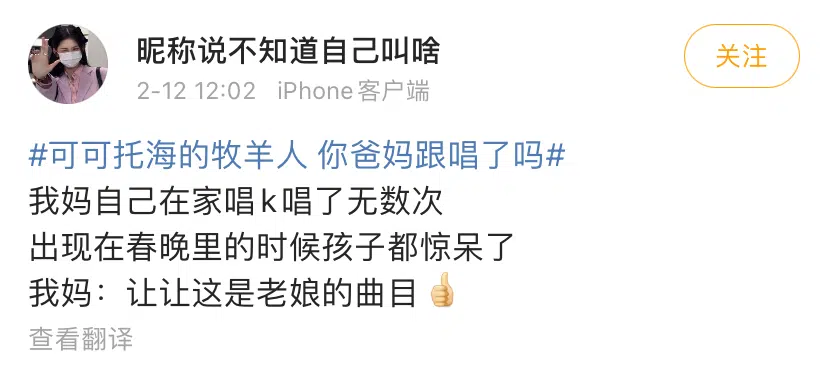 昵称说不知道自己叫啥
关注
2-12 12:02 iPhone客户端
#可可托海的牧羊人 你爸妈跟唱了吗#
我妈自己在家唱k唱了无数次
出现在春晚里的时候孩子都惊呆了
我妈：让让这是老娘的曲目👍
查看翻译